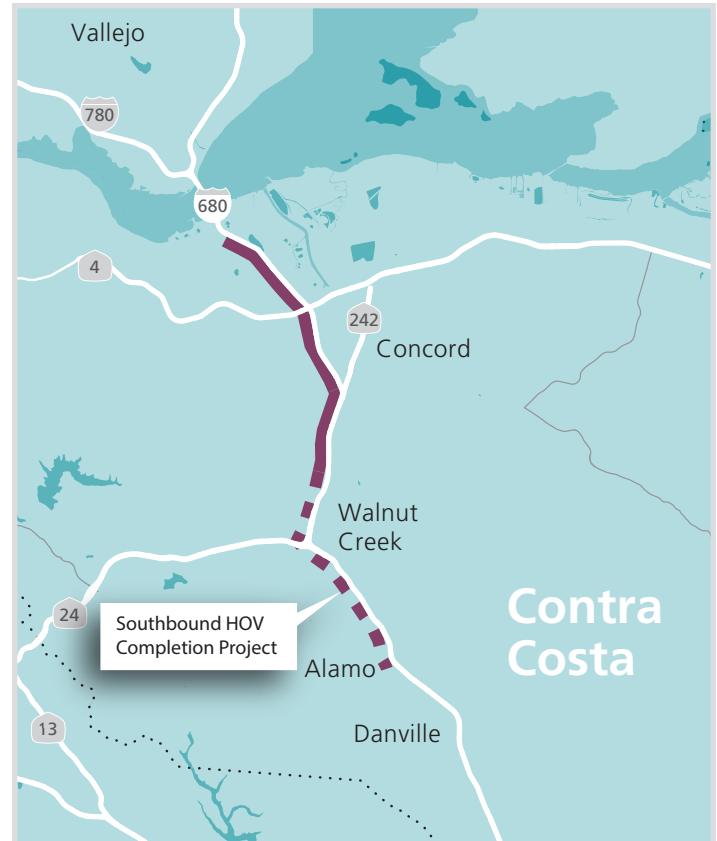 Vallejo
780
680
4
242
Concord
Walnut
Creek
24
Southbound HOV
Completion Project
Contra
Costa
Alamo
13
Danville